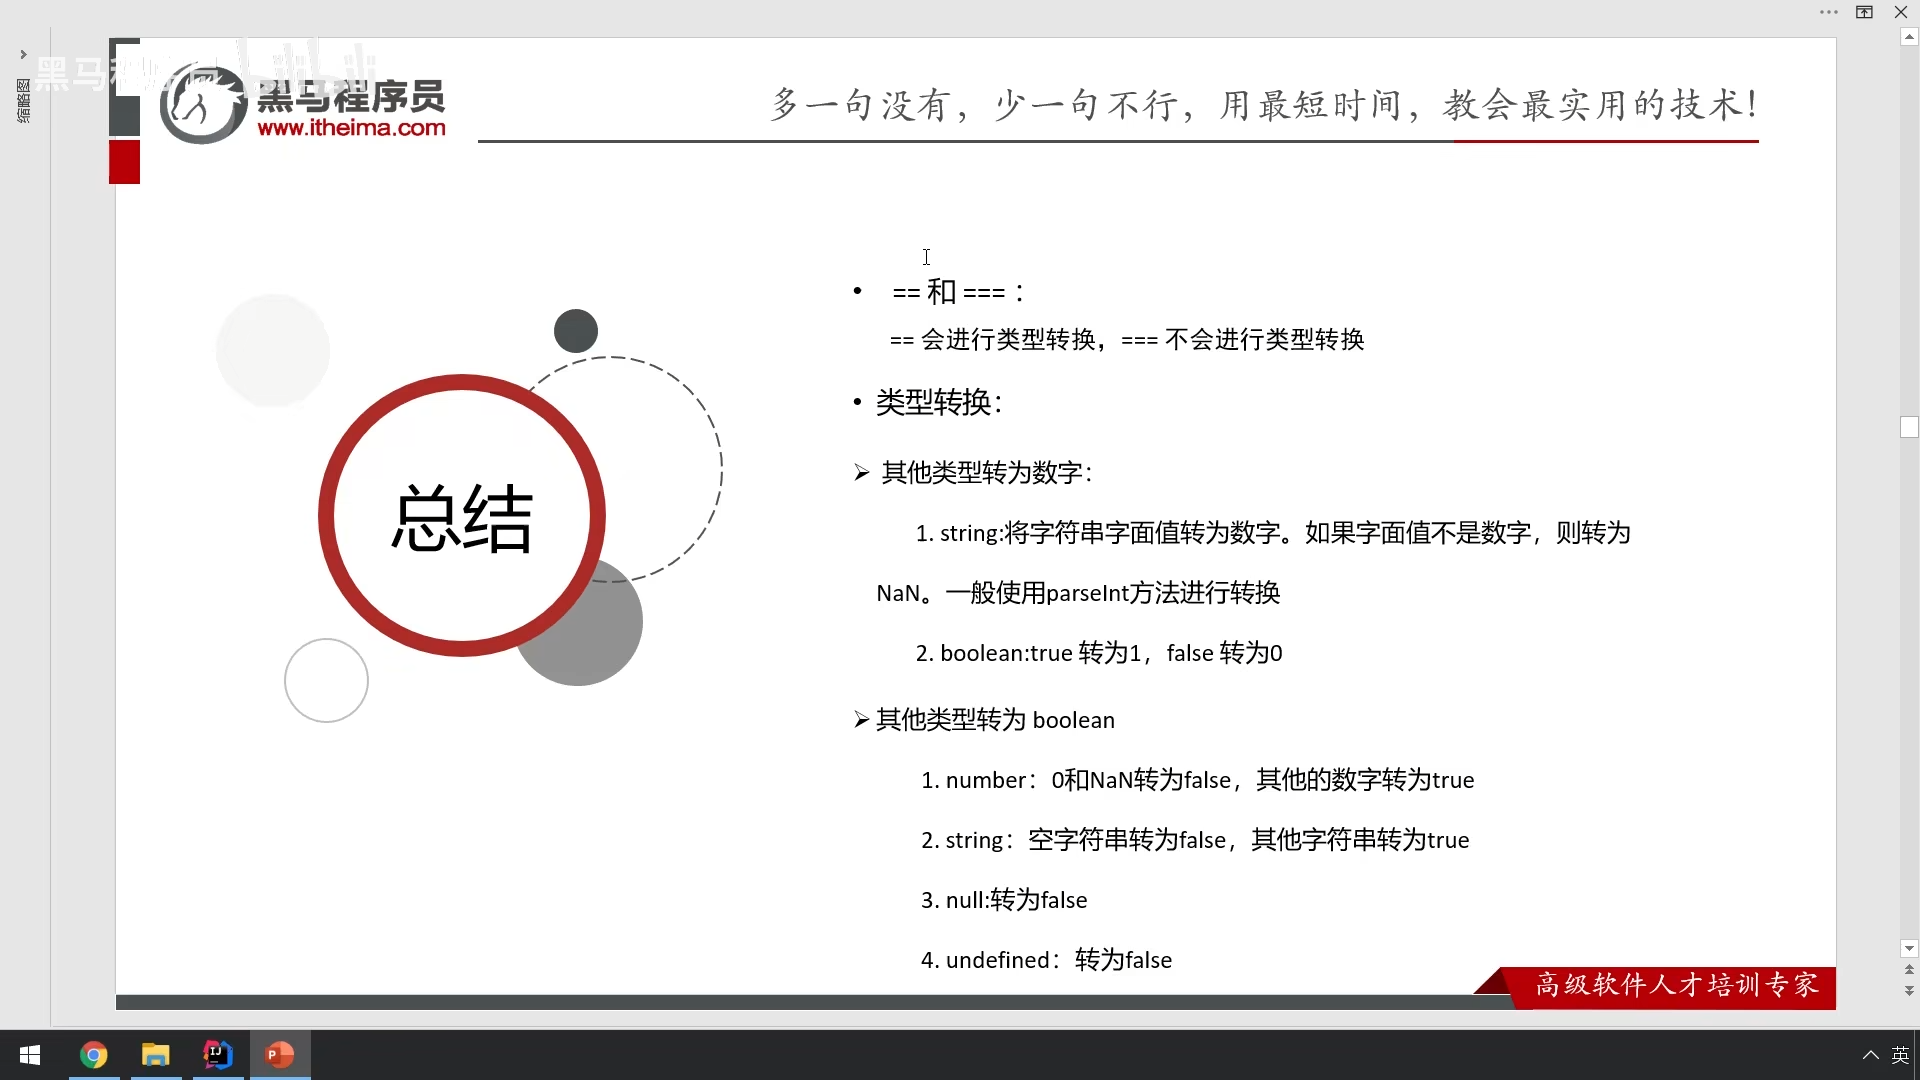 缩略图
黑马程序员
www.itheima.com
多一句没有，少一句不行，用最短时间，教会最实用的技术！
总结
• == 和 === ：
== 会进行类型转换，=== 不会进行类型转换
• 类型转换：
➢ 其他类型转为数字：
1. string:将字符串字面值转为数字。如果字面值不是数字，则转为
NaN。一般使用parseInt方法进行转换
2. boolean:true 转为1，false 转为0
➢ 其他类型转为 boolean
1. number：0和NaN转为false，其他的数字转为true
2. string：空字符串转为false，其他字符串转为true
3. null:转为false
4. undefined：转为false
高级软件人才培训专家
英